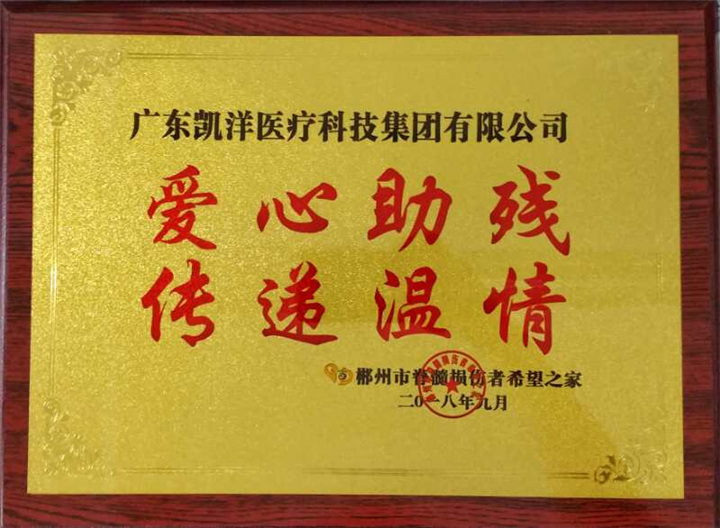 广东凯洋医疗科技集团有限公司
爱心助残
传递温情
郴州市脊髓损伤者希望之家
二0一八年九月